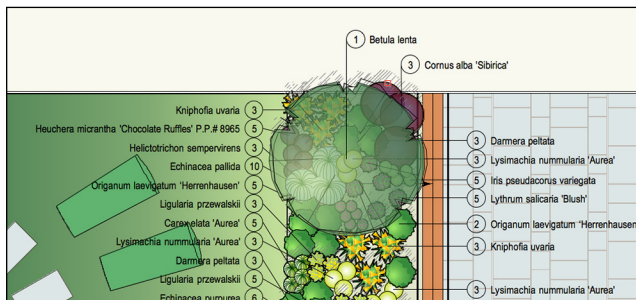 1 Betula lenta
3 Cornus alba 'Sibirica'
Kniphofia uvaria 3
Heuchera micrantha 'Chocolate Ruffles' P.P.# 8965 5
Helictotrichon sempervirens 3
Echinacea pallida 10
Origanum laevigatum 'Herrenhausen' 5
Ligularia przewalskii 3
Carex elata 'Aurea' 5
Lysimachia nummularia 'Aurea' 3
Darmera peltata 3
Ligularia przewalskii 5
Echinacea purpurea 6
3 Darmera peltata
3 Lysimachia nummularia 'Aurea'
5 Iris pseudacorus variegata
5 Lythrum salicaria 'Blush'
2 Origanum laevigatum 'Herrenhausen
3 Kniphofia uvaria
3 Lysimachia nummularia 'Aurea'